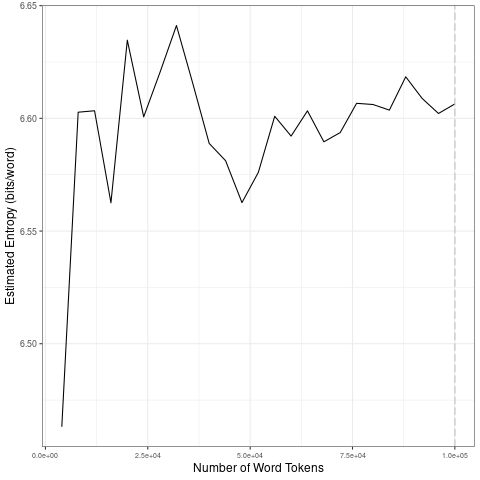 6.65
6.60
6.55
6.50
Estimated Entropy (bits/word)
0.0e+00 2.5e+04 5.0e+04 7.5e+04 1.0e+05
Number of Word Tokens